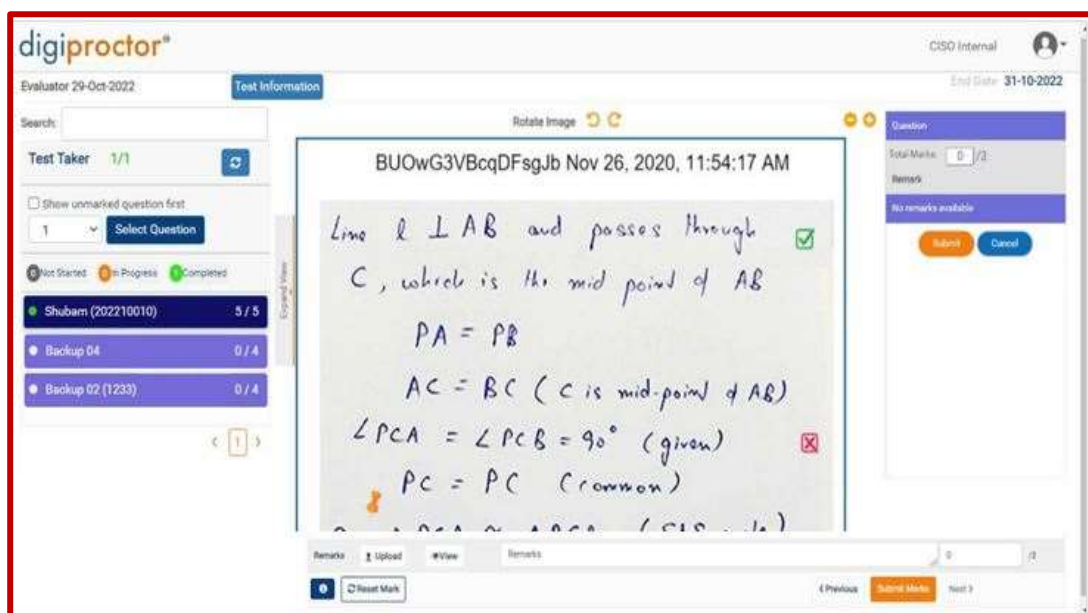 digiproctor®
CISO Internal
Evaluator 29-Oct-2022
Test Information
End Date 31-10-2022
Search:
Rotate Image
Question
Test Taker 1/1
BUOwG3VBcqDFsgJb Nov 26, 2020, 11:54:17 AM
Total Marks: 0 /2
Remark
Show unmarked question first
No remarks available
1 Select Question
Submit Cancel
Line l ⊥ AB and passes through
C, which is the mid point of AB
0 Not Started 0 In Progress Completed
Expand View
Shubam (202210010) 5 / 5
PA = PB
Backup 04 0 / 4
AC = BC ( C is mid-point of AB)
Backup 02 (1233) 0 / 4
∠PCA = ∠PCB = 90° (given)
< 1 >
PC = PC (common)
Remarks Upload View Remarks 0 /2
Reset Mark
< Previous Submit Marks Next >